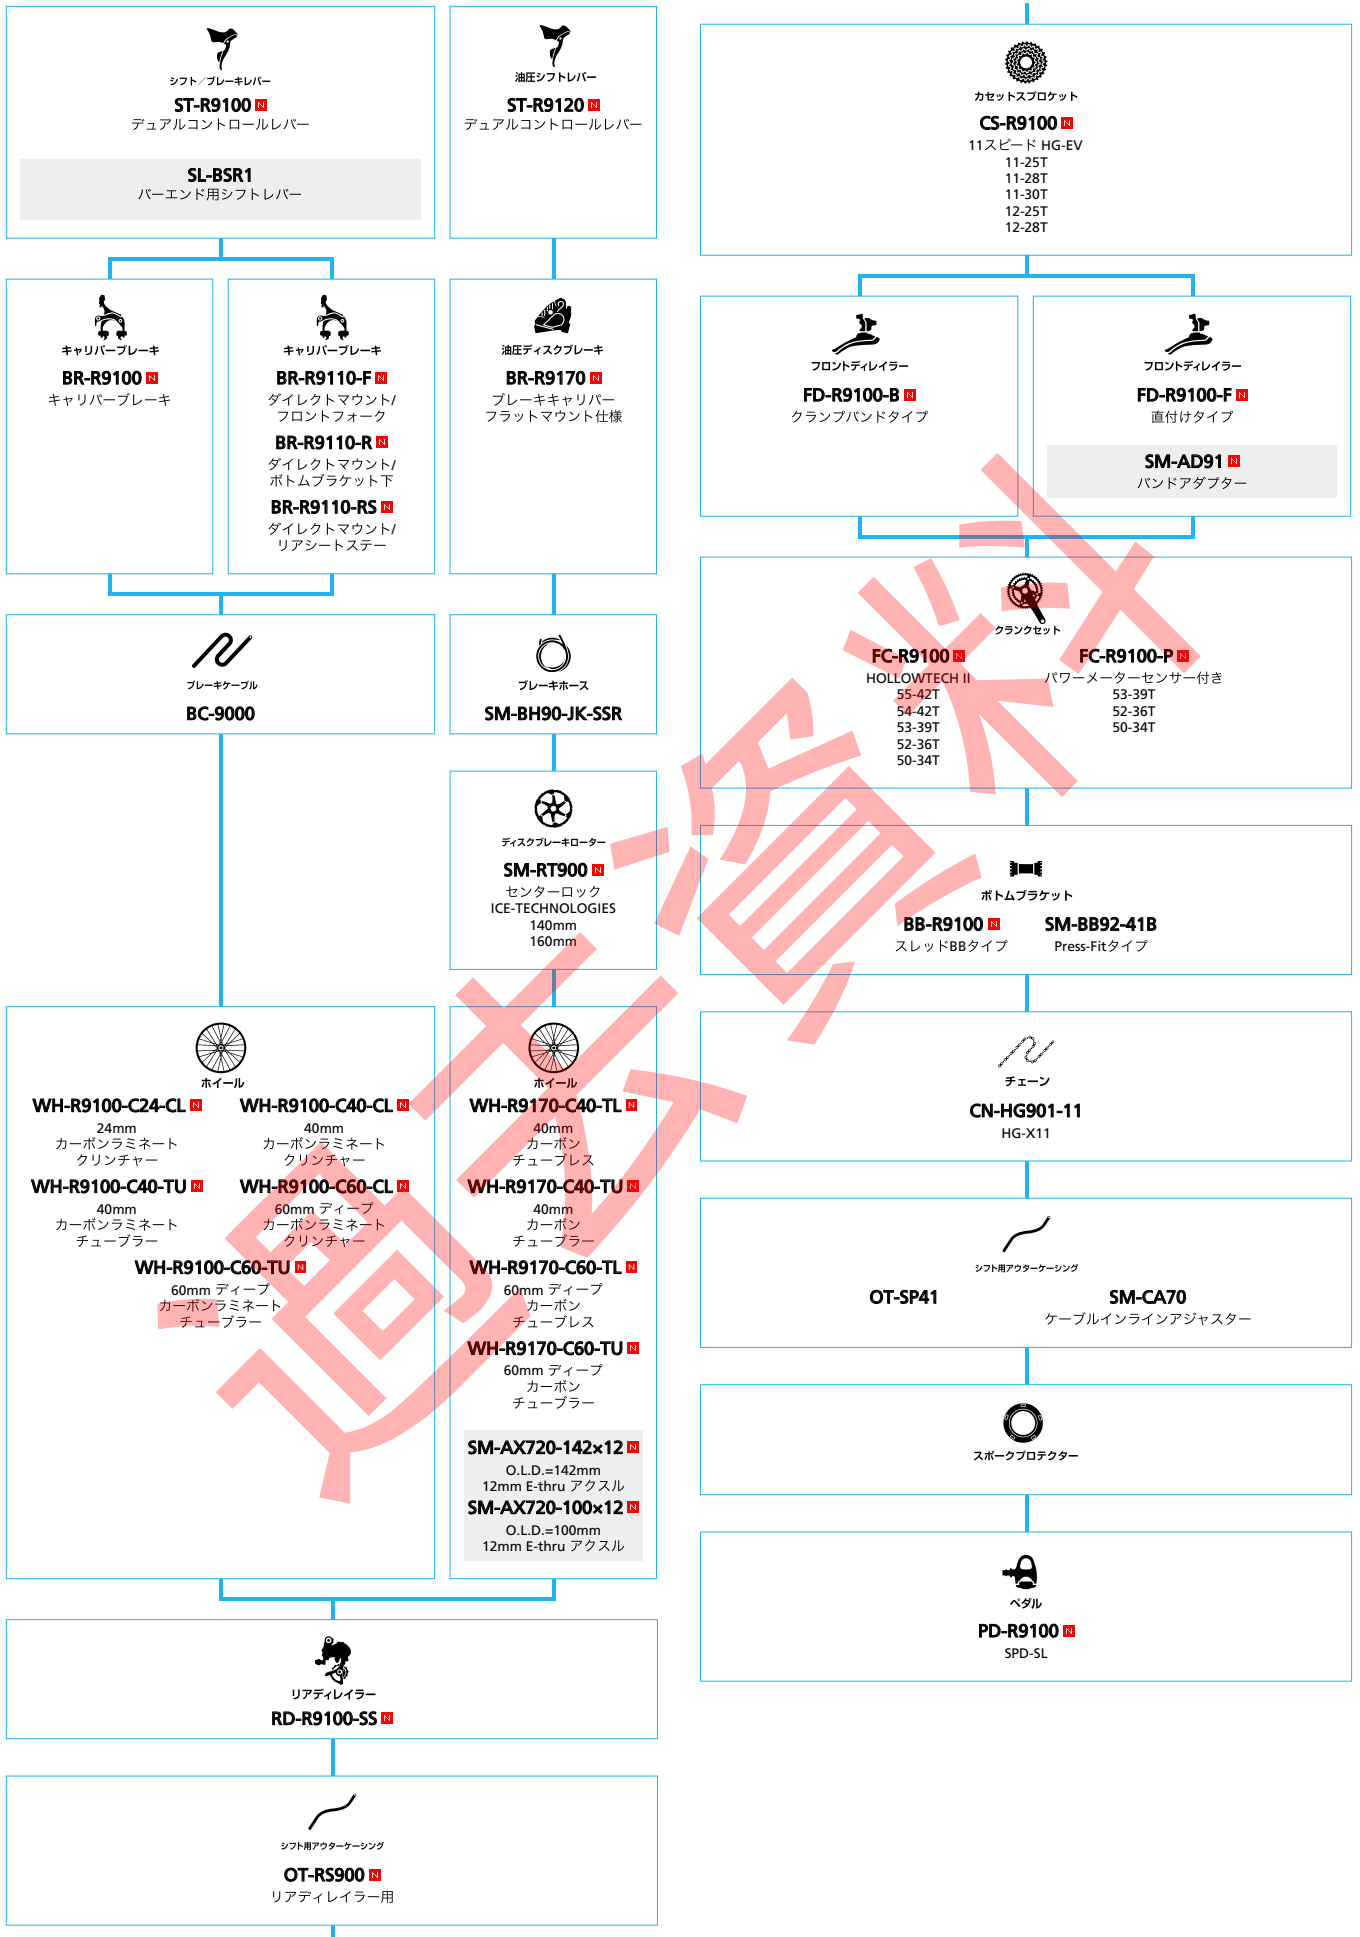 シフト／ブレーキレバー
ST-R9100 N
デュアルコントロールレバー
SL-BSR1
バーエンド用シフトレバー
油圧シフトレバー
ST-R9120 N
デュアルコントロールレバー
キャリパーブレーキ
BR-R9100 N
キャリパーブレーキ
キャリパーブレーキ
BR-R9110-F N
ダイレクトマウント/
フロントフォーク
BR-R9110-R N
ダイレクトマウント/
ボトムブラケット下
BR-R9110-RS N
ダイレクトマウント/
リアシートステー
油圧ディスクブレーキ
BR-R9170 N
ブレーキキャリパー
フラットマウント仕様
ブレーキケーブル
BC-9000
ブレーキホース
SM-BH90-JK-SSR
ディスクブレーキローター
SM-RT900 N
センターロック
ICE-TECHNOLOGIES
140mm
160mm
ホイール
WH-R9100-C24-CL N
24mm
カーボンラミネート
クリンチャー
WH-R9100-C40-CL N
40mm
カーボンラミネート
クリンチャー
WH-R9100-C40-TU N
40mm
カーボンラミネート
チューブラー
WH-R9100-C60-CL N
60mm ディープ
カーボンラミネート
クリンチャー
WH-R9100-C60-TU N
60mm ディープ
カーボンラミネート
チューブラー
ホイール
WH-R9170-C40-TL N
40mm
カーボン
チューブレス
WH-R9170-C40-TU N
40mm
カーボン
チューブラー
WH-R9170-C60-TL N
60mm ディープ
カーボン
チューブレス
WH-R9170-C60-TU N
60mm ディープ
カーボン
チューブラー
SM-AX720-142×12 N
O.L.D.=142mm
12mm E-thru アクスル
SM-AX720-100×12 N
O.L.D.=100mm
12mm E-thru アクスル
リアディレイラー
RD-R9100-SS N
シフト用アウターケーシング
OT-RS900 N
リアディレイラー用
カセットスプロケット
CS-R9100 N
11スピード HG-EV
11-25T
11-28T
11-30T
12-25T
12-28T
フロントディレイラー
FD-R9100-B N
クランプバンドタイプ
フロントディレイラー
FD-R9100-F N
直付けタイプ
SM-AD91 N
バンドアダプター
クランクセット
FC-R9100 N
HOLLOWTECH II
55-42T
54-42T
53-39T
52-36T
50-34T
FC-R9100-P N
パワーメーターセンサー付き
53-39T
52-36T
50-34T
ボトムブラケット
BB-R9100 N
スレッドBBタイプ
SM-BB92-41B
Press-Fitタイプ
チェーン
CN-HG901-11
HG-X11
シフト用アウターケーシング
OT-SP41
SM-CA70
ケーブルインラインアジャスター
スポークプロテクター
ペダル
PD-R9100 N
SPD-SL
過去資料